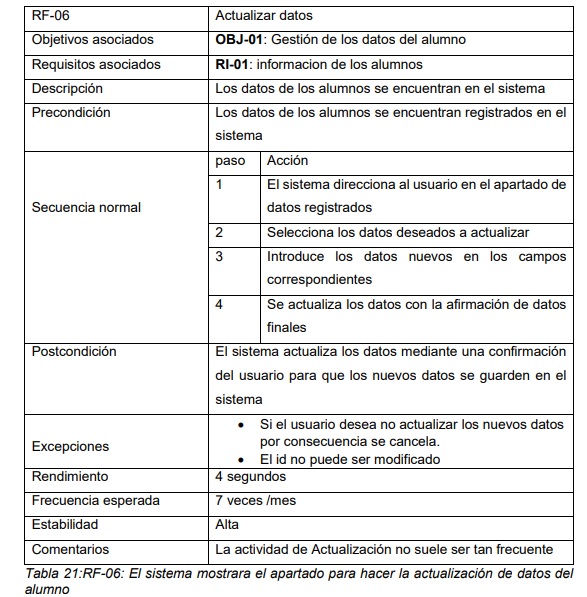 RF-06 Actualizar datos
Objetivos asociados OBJ-01: Gestión de los datos del alumno
Requisitos asociados RI-01: informacion de los alumnos
Descripción Los datos de los alumnos se encuentran en el sistema
Precondición Los datos de los alumnos se encuentran registrados en el
sistema
Secuencia normal
paso Acción
1 El sistema direcciona al usuario en el apartado de
datos registrados
2 Selecciona los datos deseados a actualizar
3 Introduce los datos nuevos en los campos
correspondientes
4 Se actualiza los datos con la afirmación de datos
finales
Postcondición El sistema actualiza los datos mediante una confirmación
del usuario para que los nuevos datos se guarden en el
sistema
Excepciones
• Si el usuario desea no actualizar los nuevos datos
por consecuencia se cancela.
• El id no puede ser modificado
Rendimiento 4 segundos
Frecuencia esperada 7 veces /mes
Estabilidad Alta
Comentarios La actividad de Actualización no suele ser tan frecuente
Tabla 21:RF-06: El sistema mostrara el apartado para hacer la actualización de datos del
alumno